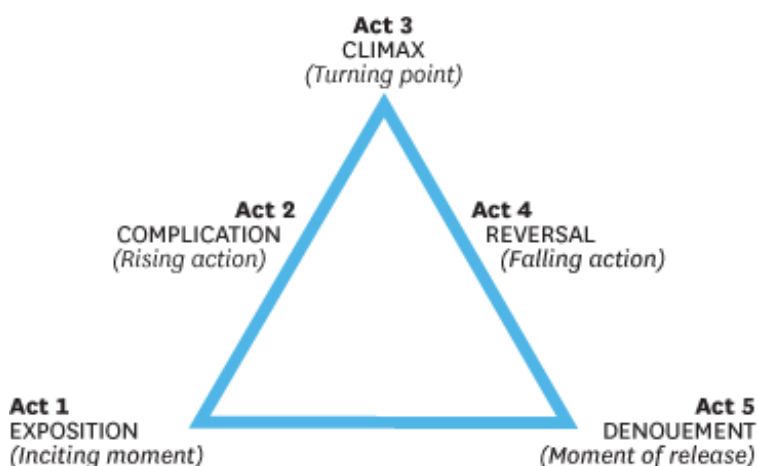 Act 3
CLIMAX
(Turning point)
Act 2
COMPLICATION
(Rising action)
Act 4
REVERSAL
(Falling action)
Act 1
EXPOSITION
(Inciting moment)
Act 5
DENOUEMENT
(Moment of release)